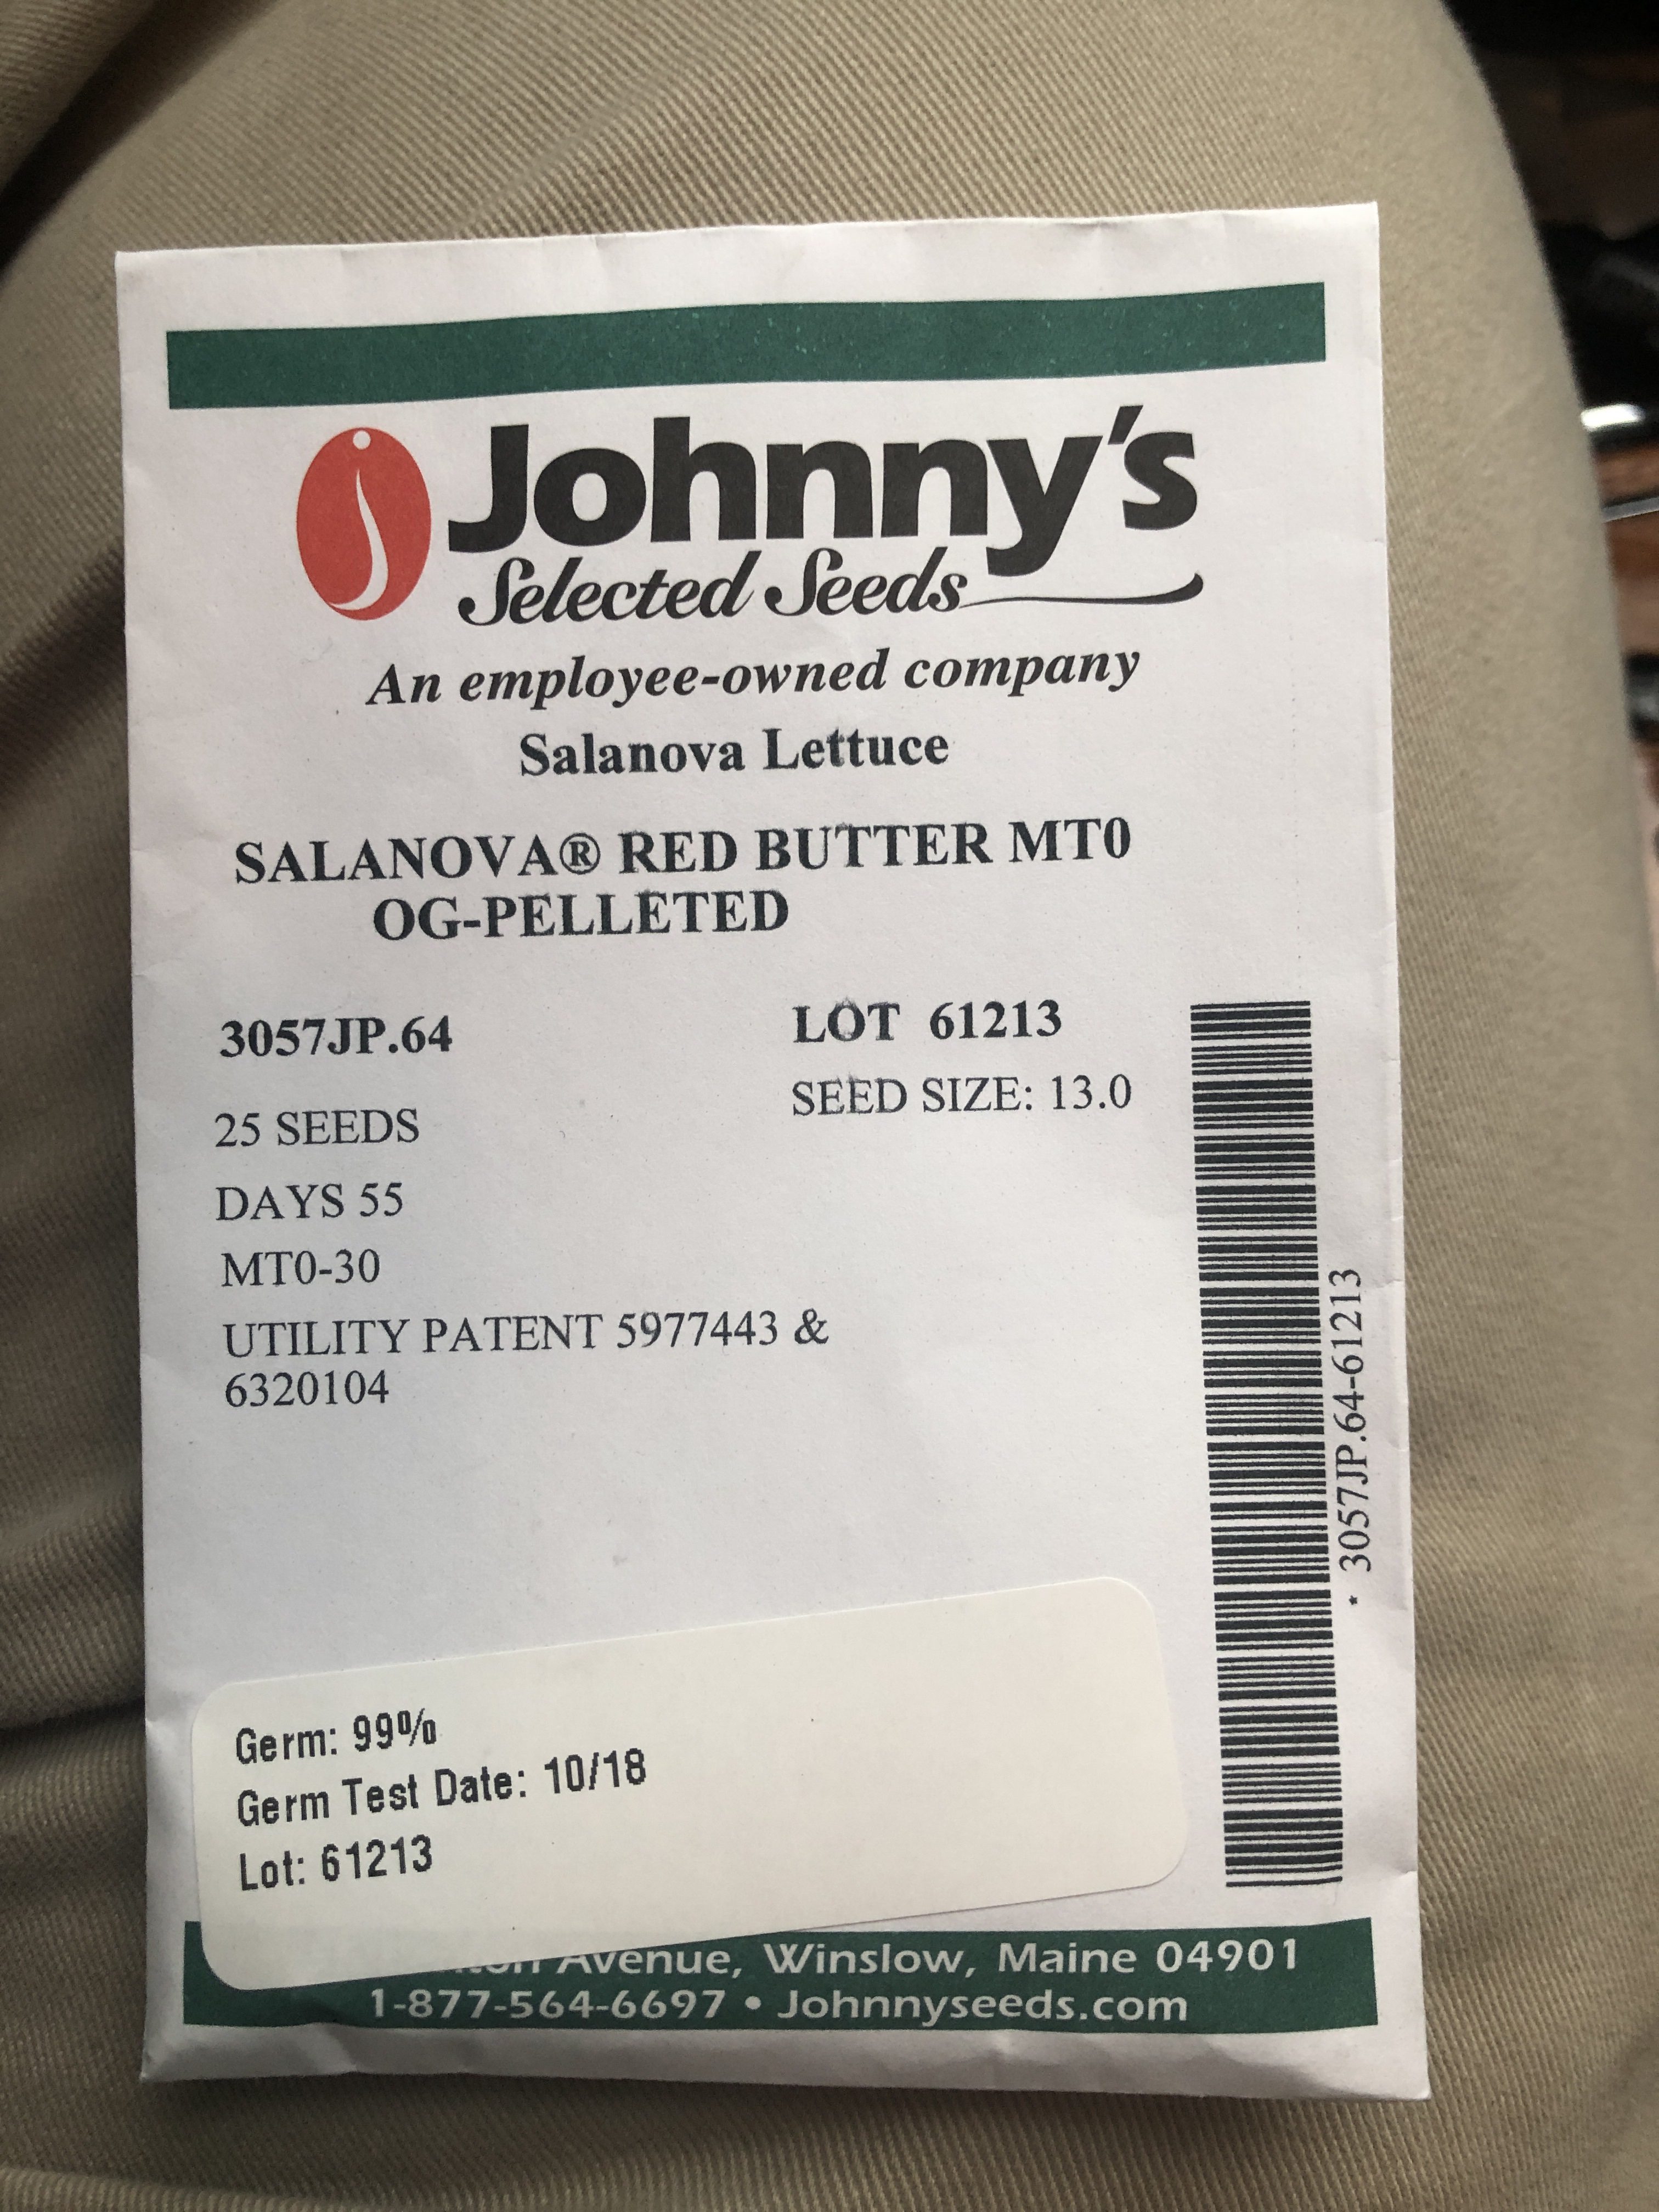 Johnny's
Selected Seeds
An employee-owned company
Salanova Lettuce
SALANOVA® RED BUTTER MT0
OG-PELLETED
3057JP.64
LOT 61213
25 SEEDS
SEED SIZE: 13.0
DAYS 55
MT0-30
UTILITY PATENT 5977443 &
6320104
* 3057JP.64-61213
Germ: 99%
Germ Test Date: 10/18
Lot: 61213
Avenue, Winslow, Maine 04901
1-877-564-6697 • Johnnyseeds.com